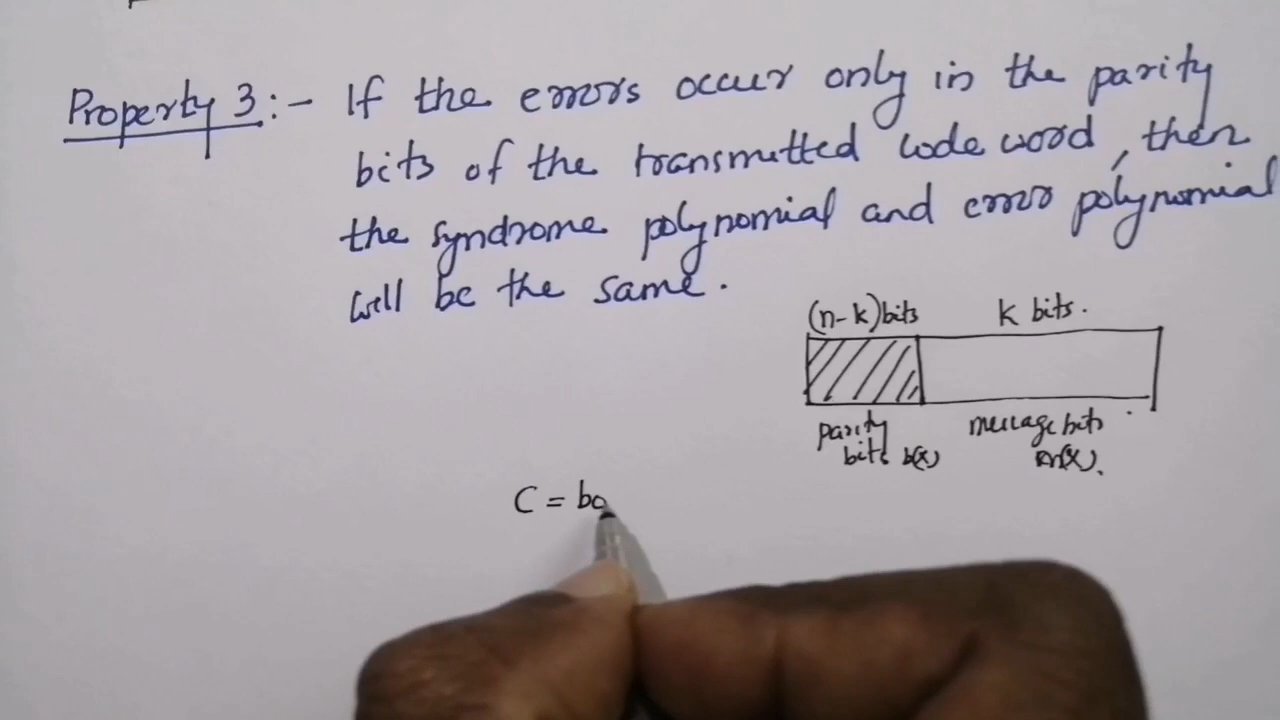 Property 3:- If the errors occur only in the parity
bits of the transmitted code word, then
the syndrome polynomial and error polynomial
will be the same.
(n-k)bits k bits.
parity message bits
bits b(x) m(x).
C = bo